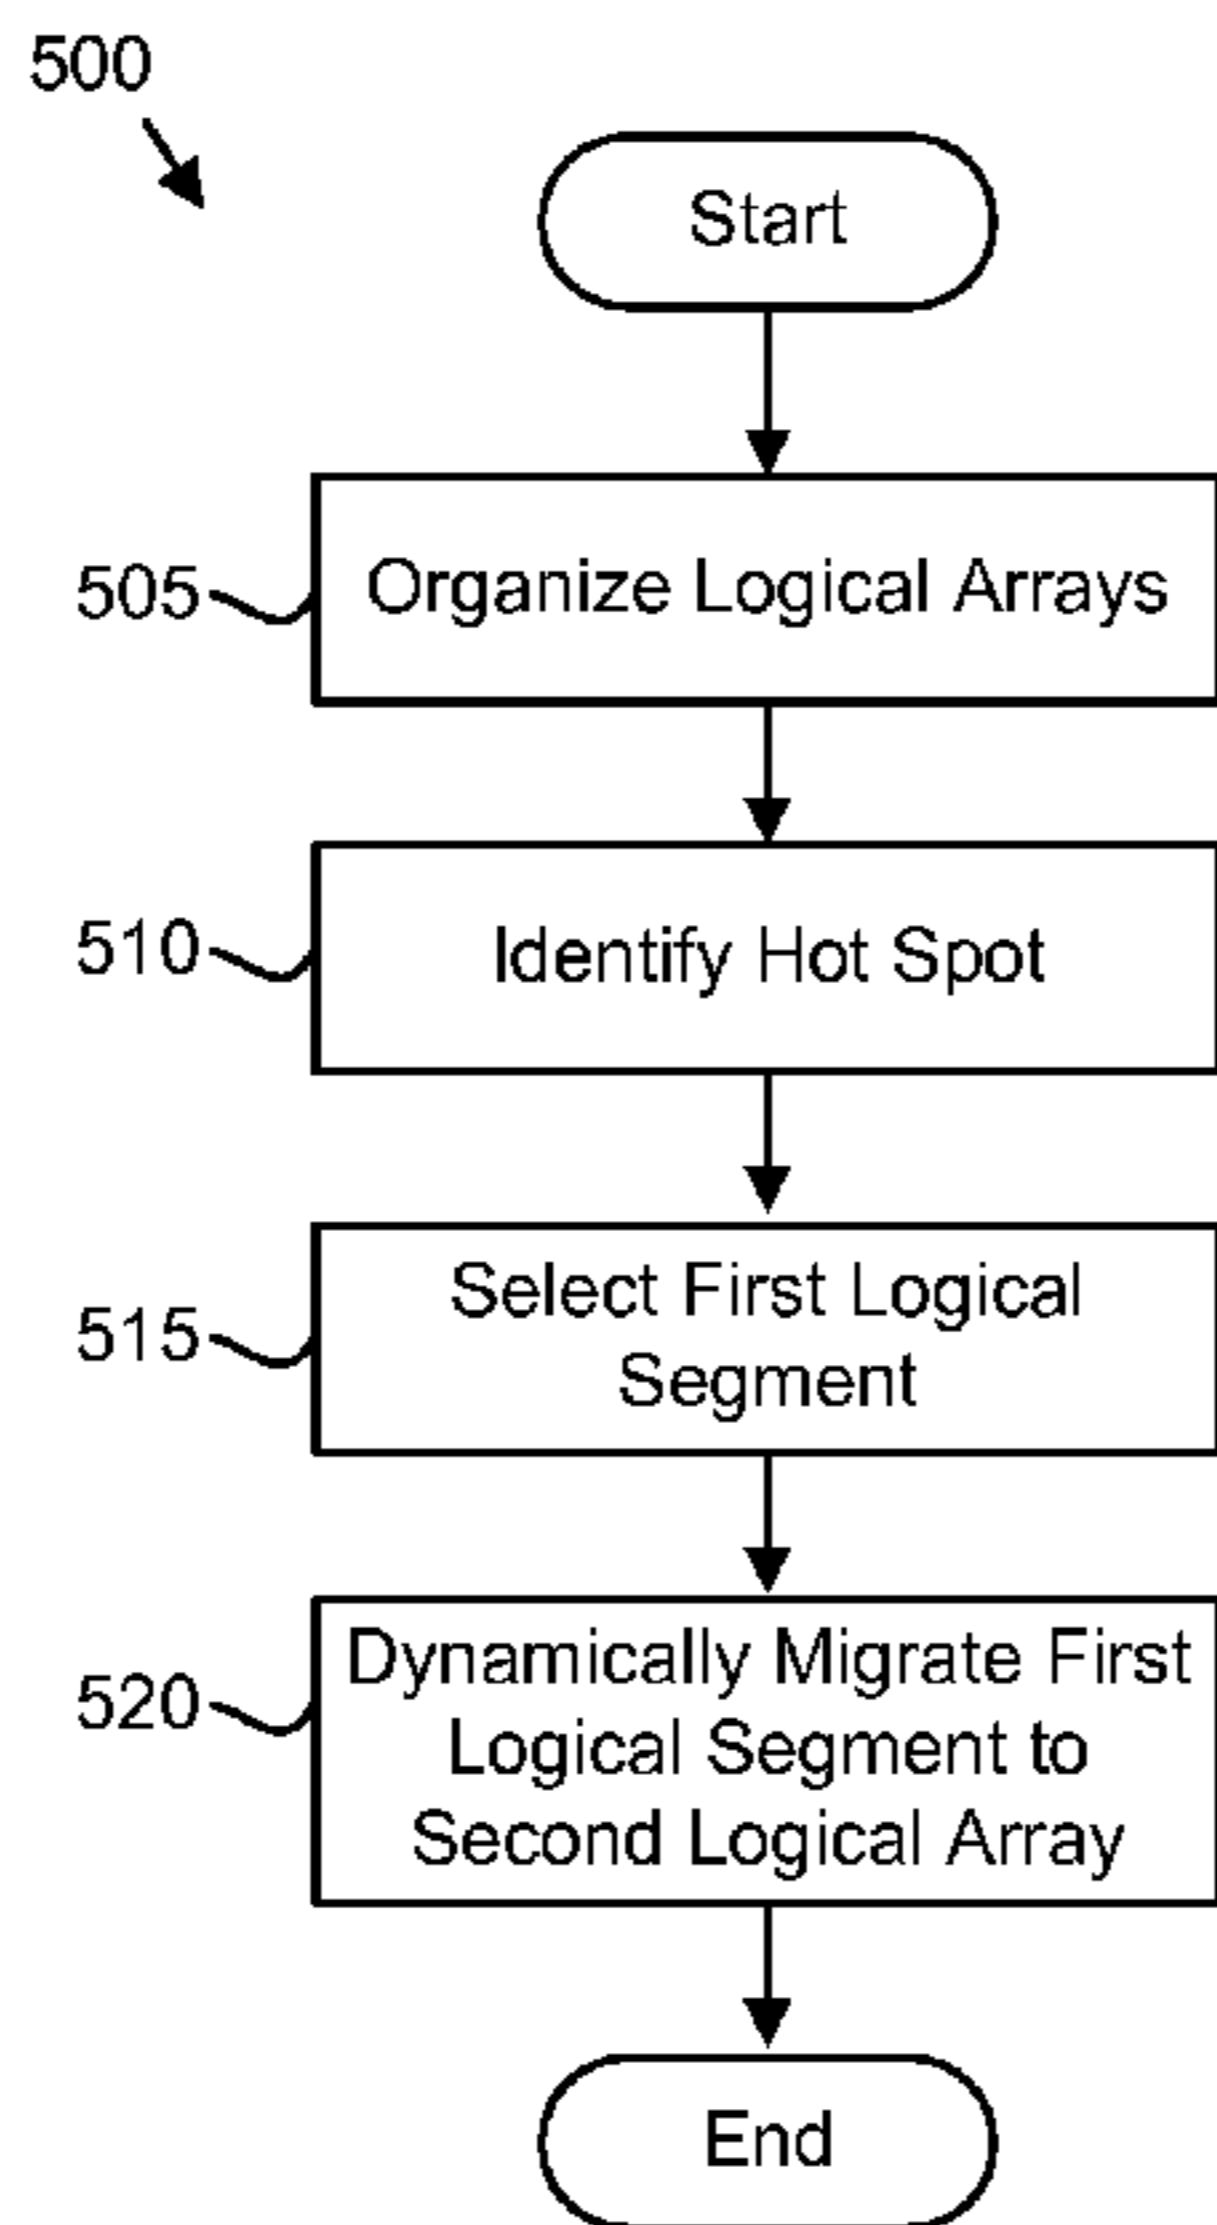 500
Start
505
Organize Logical Arrays
510
Identify Hot Spot
515
Select First Logical
Segment
520
Dynamically Migrate First
Logical Segment to
Second Logical Array
End